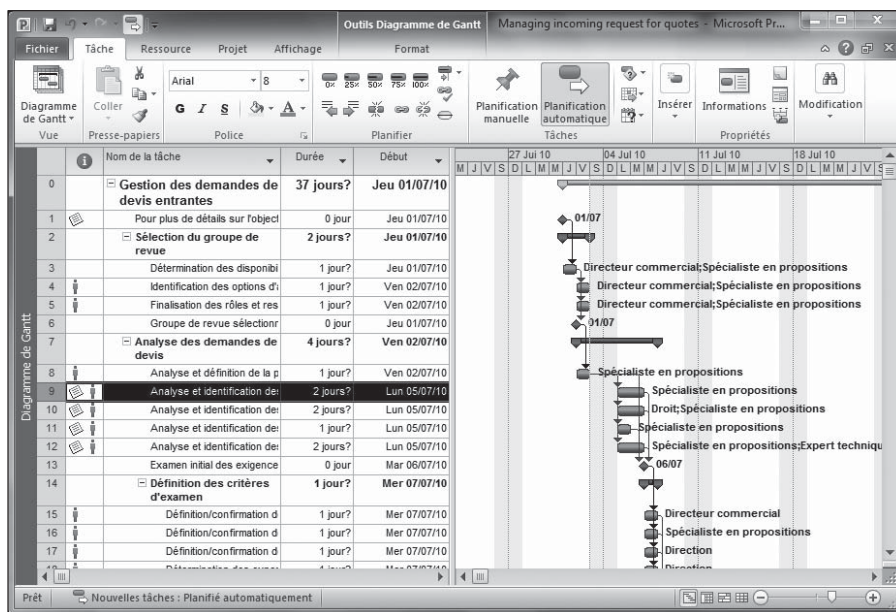 Outils Diagramme de Gantt Managing incoming request for quotes - Microsoft Pr...
Fichier Tâche Ressource Projet Affichage Format
Diagramme de Gantt
Vue
Coller
Presse-papiers
Arial 8
G I S A
Police
0% 25% 50% 75% 100%
Planifier
Planification manuelle
Planification automatique
Tâches
Insérer
Informations
Propriétés
Modification
Nom de la tâche Durée Début
27 Jui 10 04 Jul 10 11 Jul 10 18 Jul 10
M J V S D L M M J V S D L M M J V S D L M M J V S D L M M J V S
0 Gestion des demandes de devis entrantes 37 jours? Jeu 01/07/10
1 Pour plus de détails sur l'object 0 jour Jeu 01/07/10 01/07
2 Sélection du groupe de revue 2 jours? Jeu 01/07/10
3 Détermination des disponibi 1 jour? Jeu 01/07/10 Directeur commercial;Spécialiste en propositions
4 Identification des options d' 1 jour? Ven 02/07/10 Directeur commercial;Spécialiste en propositions
5 Finalisation des rôles et res 1 jour? Ven 02/07/10 Directeur commercial;Spécialiste en propositions
6 Groupe de revue sélectionr 0 jour Jeu 01/07/10 01/07
7 Analyse des demandes de devis 4 jours? Ven 02/07/10
8 Analyse et définition de la p 1 jour? Ven 02/07/10 Spécialiste en propositions
9 Analyse et identification de 2 jours? Lun 05/07/10 Spécialiste en propositions
10 Analyse et identification de 2 jours? Lun 05/07/10 Droit;Spécialiste en propositions
11 Analyse et identification de 1 jour? Lun 05/07/10 Spécialiste en propositions
12 Analyse et identification de 2 jours? Lun 05/07/10 Spécialiste en propositions;Expert techniqu
13 Examen initial des exigence 0 jour Mar 06/07/10 06/07
14 Définition des critères d'examen 1 jour? Mer 07/07/10
15 Définition/confirmation d 1 jour? Mer 07/07/10 Directeur commercial
16 Définition/confirmation d 1 jour? Mer 07/07/10 Spécialiste en propositions
17 Définition/confirmation d 1 jour? Mer 07/07/10 Direction
Diagramme de Gantt
Prêt Nouvelles tâches : Planifié automatiquement